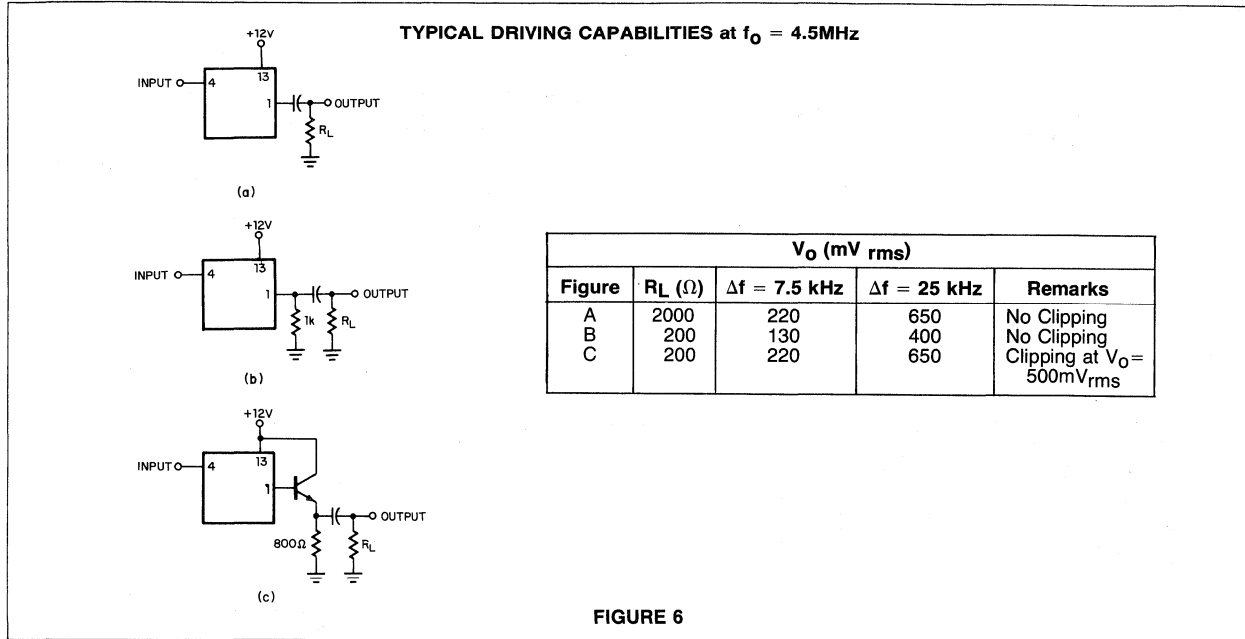 TYPICAL DRIVING CAPABILITIES at fo = 4.5MHz
+12V
INPUT
4
13
1
OUTPUT
RL
(a)
+12V
INPUT
4
13
1
OUTPUT
1k
RL
(b)
+12V
INPUT
4
13
1
OUTPUT
800Ω
RL
(c)
Vo (mV rms)
Figure RL (Ω) Δf = 7.5 kHz Δf = 25 kHz Remarks
A 2000 220 650 No Clipping
B 200 130 400 No Clipping
C 200 220 650 Clipping at Vo=
500mVrms
FIGURE 6